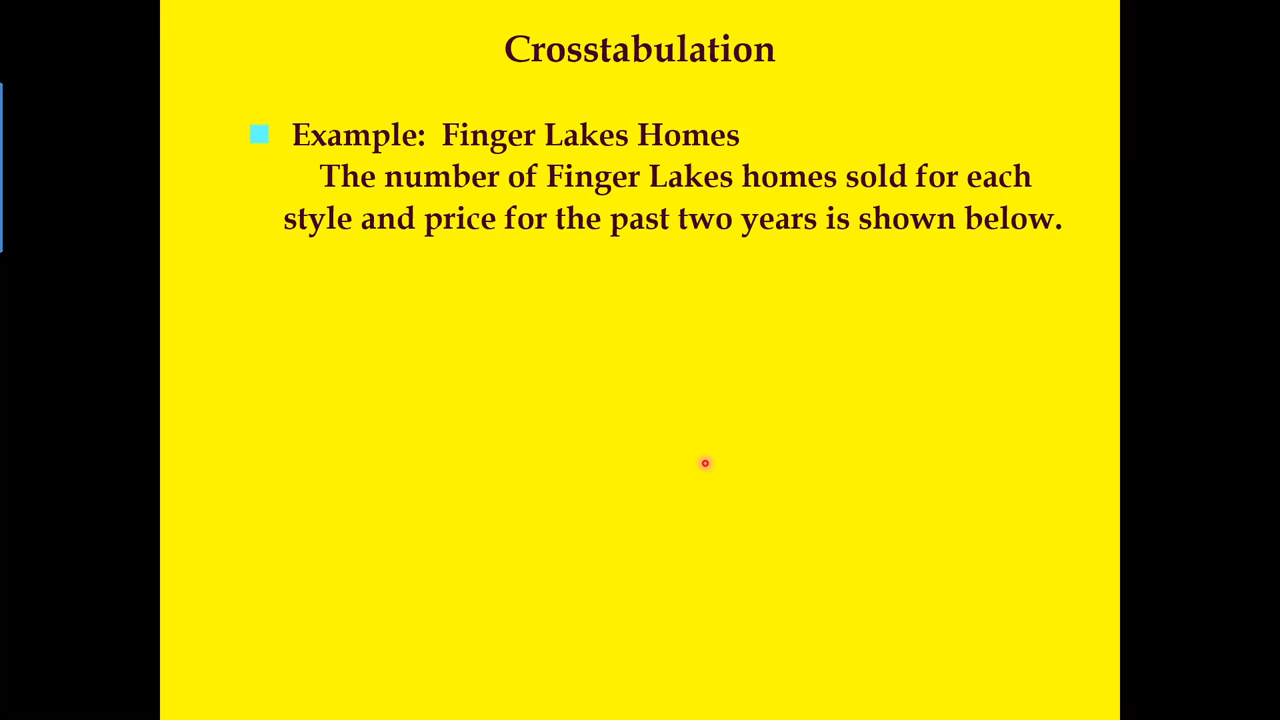 Crosstabulation
Example: Finger Lakes Homes
The number of Finger Lakes homes sold for each
style and price for the past two years is shown below.